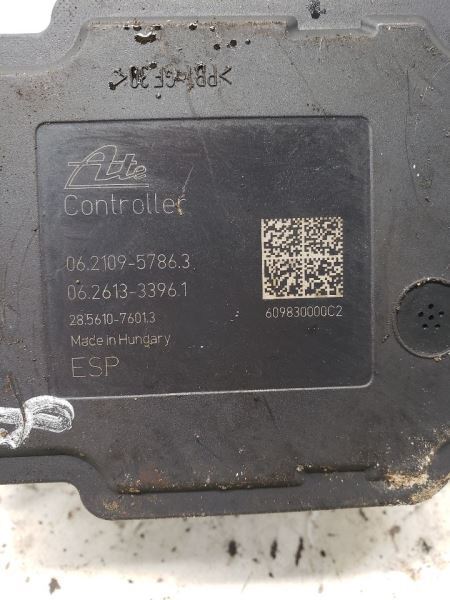 >PBT-GF30<
Ate
Controller
06.2109-5786.3
06.2613-3396.1
28.5610-7601.3
609830000C2
Made in Hungary
ESP